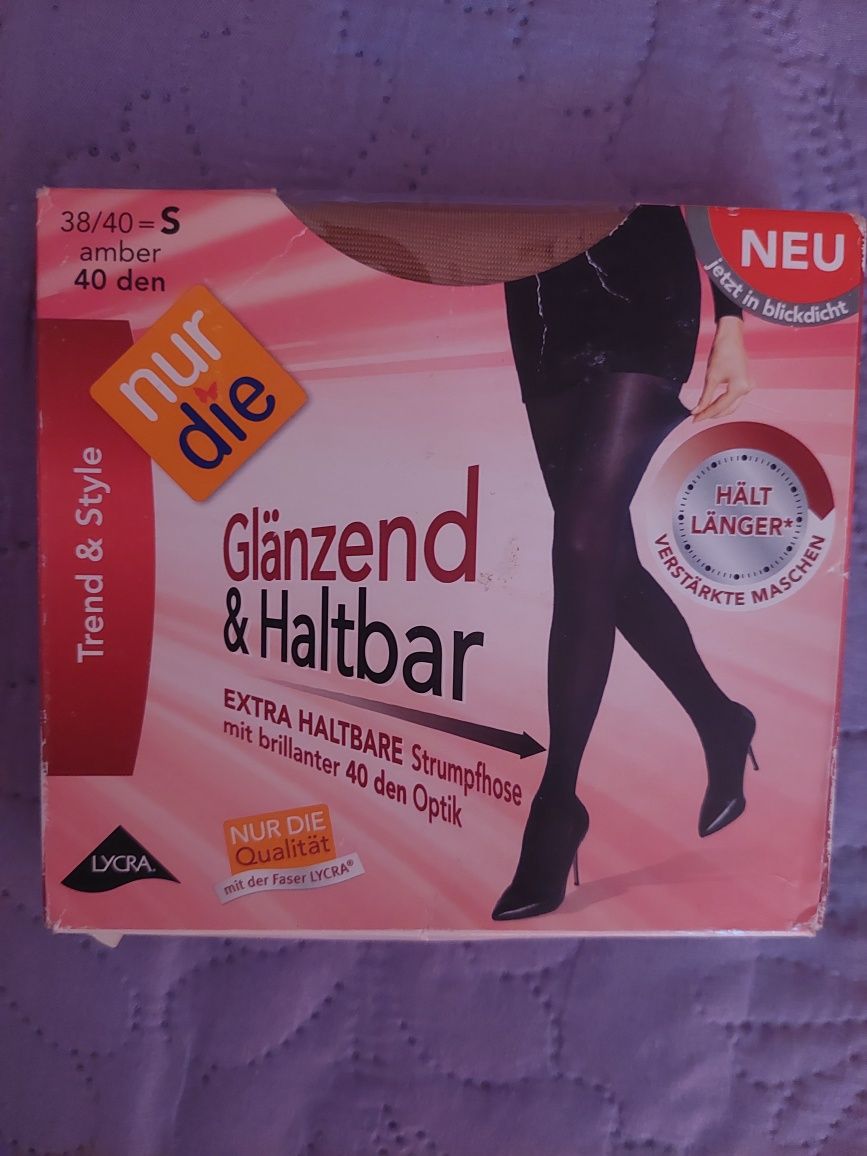 38/40 = S
amber
40 den
NEU
jetzt in blickdicht
nur
die
Trend & Style
HÄLT
LÄNGER*
VERSTÄRKTE MASCHEN
Glänzend
& Haltbar
EXTRA HALTBARE Strumpfhose
mit brillanter 40 den Optik
NUR DIE
Qualität
mit der Faser LYCRA®
LYCRA.